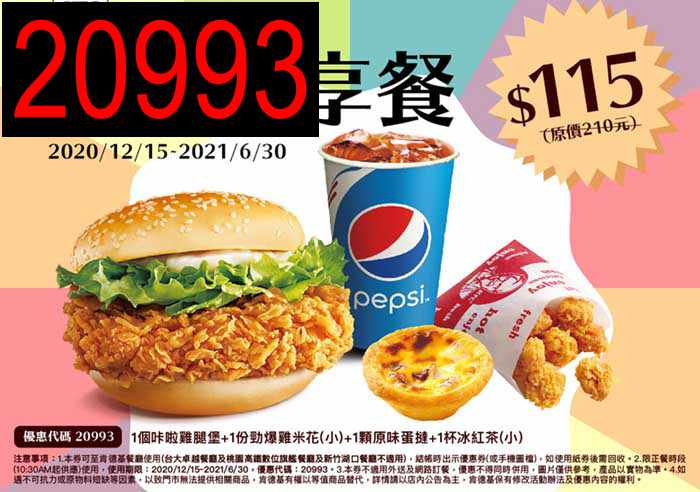 20993
享餐
$115
(原價210元)
2020/12/15-2021/6/30
pepsi
fresh
hot
enjoy
優惠代碼 20993
1個咔啦雞腿堡+1份勁爆雞米花(小)+1顆原味蛋撻+1杯冰紅茶(小)
注意事項:1.本券可至肯德基餐廳使用(台大卓越餐廳及桃園高鐵數位旗艦餐廳及新竹湖口餐廳不適用),結帳時出示優惠券(或手機圖檔),如使用紙券後需回收。2.限正餐時段
(10:30AM起供應)使用,使用期限:2020/12/15-2021/6/30,優惠代碼:20993。3.本券不適用外送及網路訂餐,優惠不得同時併用,圖片僅供參考,產品以實物為準。4.如
遇不可抗力或原物料短缺等因素,以致門市無法提供相關商品,肯德基有權以等值商品替代,詳情請以店內公告為主,肯德基保有修改活動辦法及優惠內容的權利。